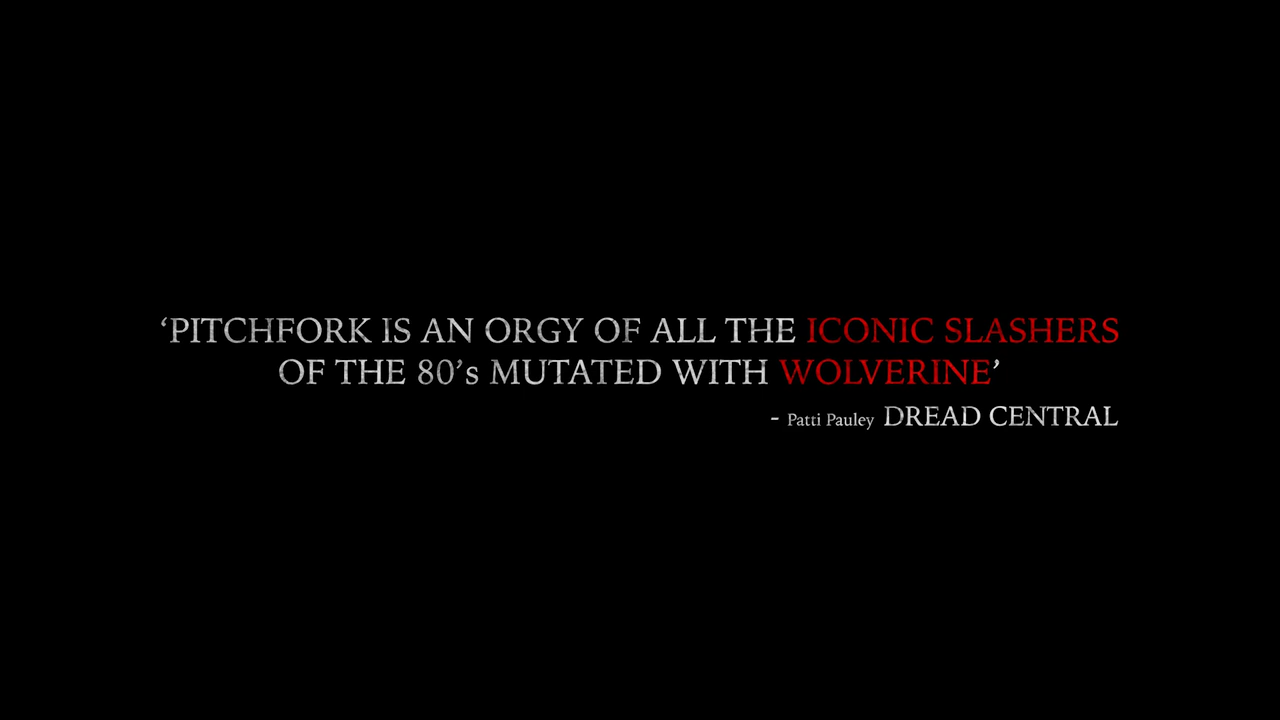 ‘PITCHFORK IS AN ORGY OF ALL THE ICONIC SLASHERS
OF THE 80’s MUTATED WITH WOLVERINE’
- Patti Pauley DREAD CENTRAL